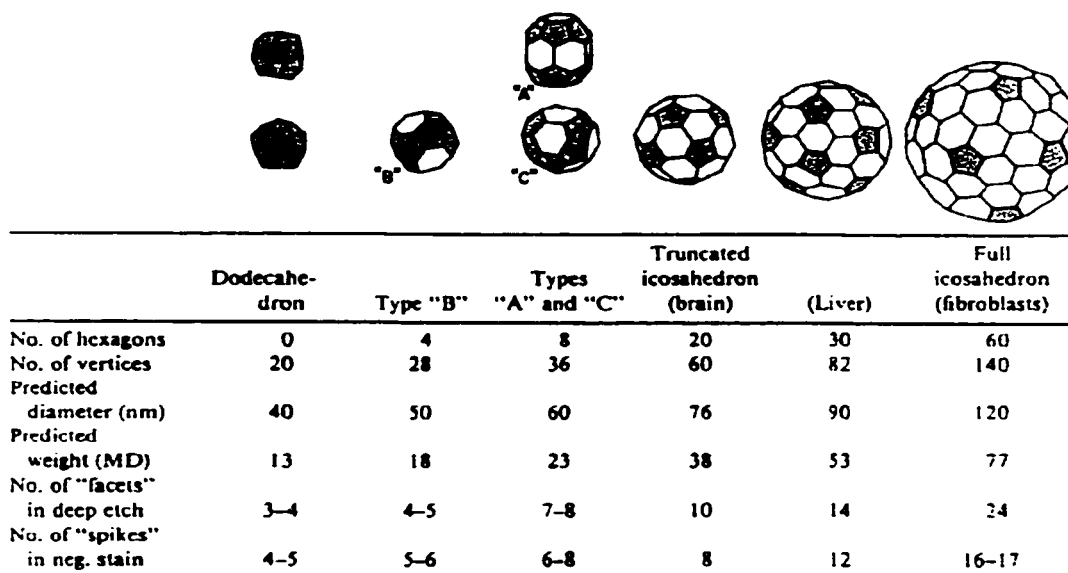 "A"
"B"
"C"
Dodecahe-
dron
Type "B"
Types
"A" and "C"
Truncated
icosahedron
(brain)
(Liver)
Full
icosahedron
(fibroblasts)
No. of hexagons 0 4 8 20 30 60
No. of vertices 20 28 36 60 82 140
Predicted
diameter (nm) 40 50 60 76 90 120
Predicted
weight (MD) 13 18 23 38 53 77
No. of "facets"
in deep etch 3–4 4–5 7–8 10 14 24
No. of "spikes"
in neg. stain 4–5 5–6 6–8 8 12 16–17